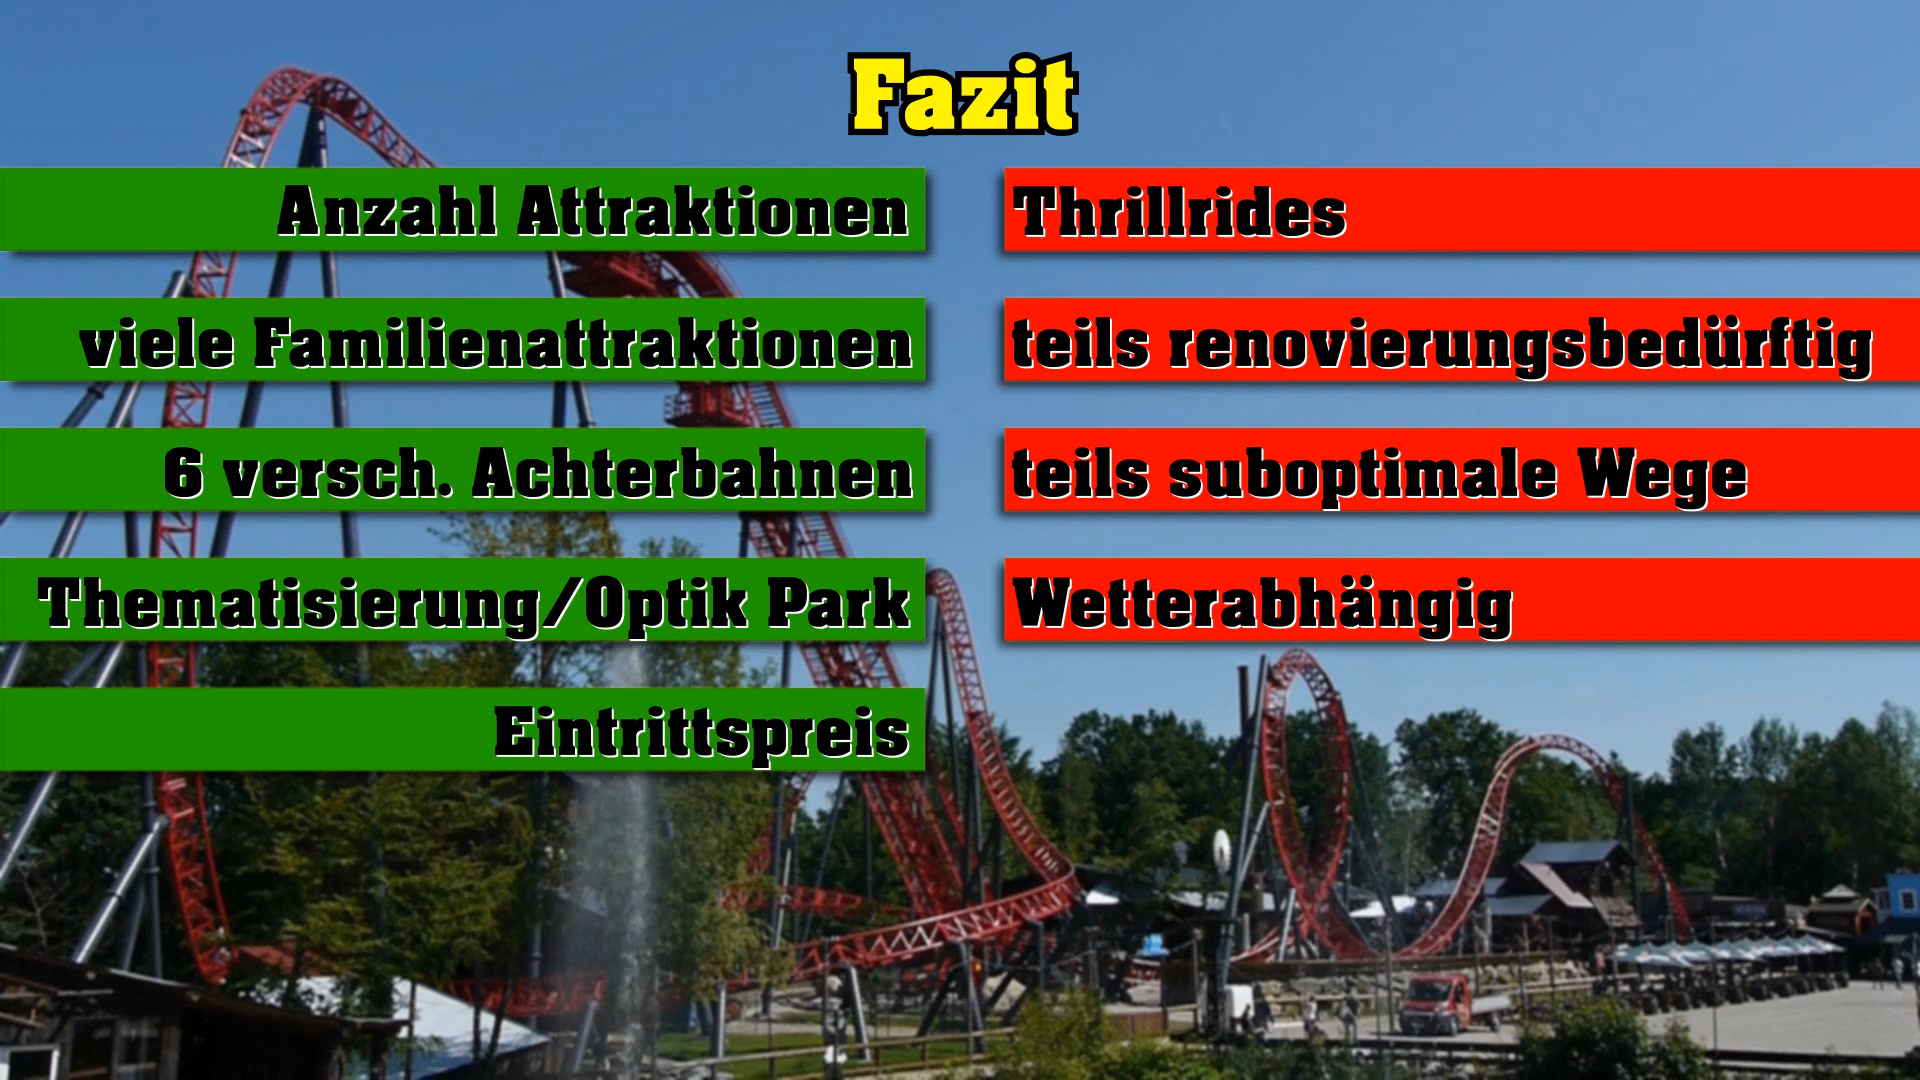 Fazit
Anzahl Attraktionen
viele Familienattraktionen
6 versch. Achterbahnen
Thematisierung/Optik Park
Eintrittspreis
Thrillrides
teils renovierungsbedürftig
teils suboptimale Wege
Wetterabhängig